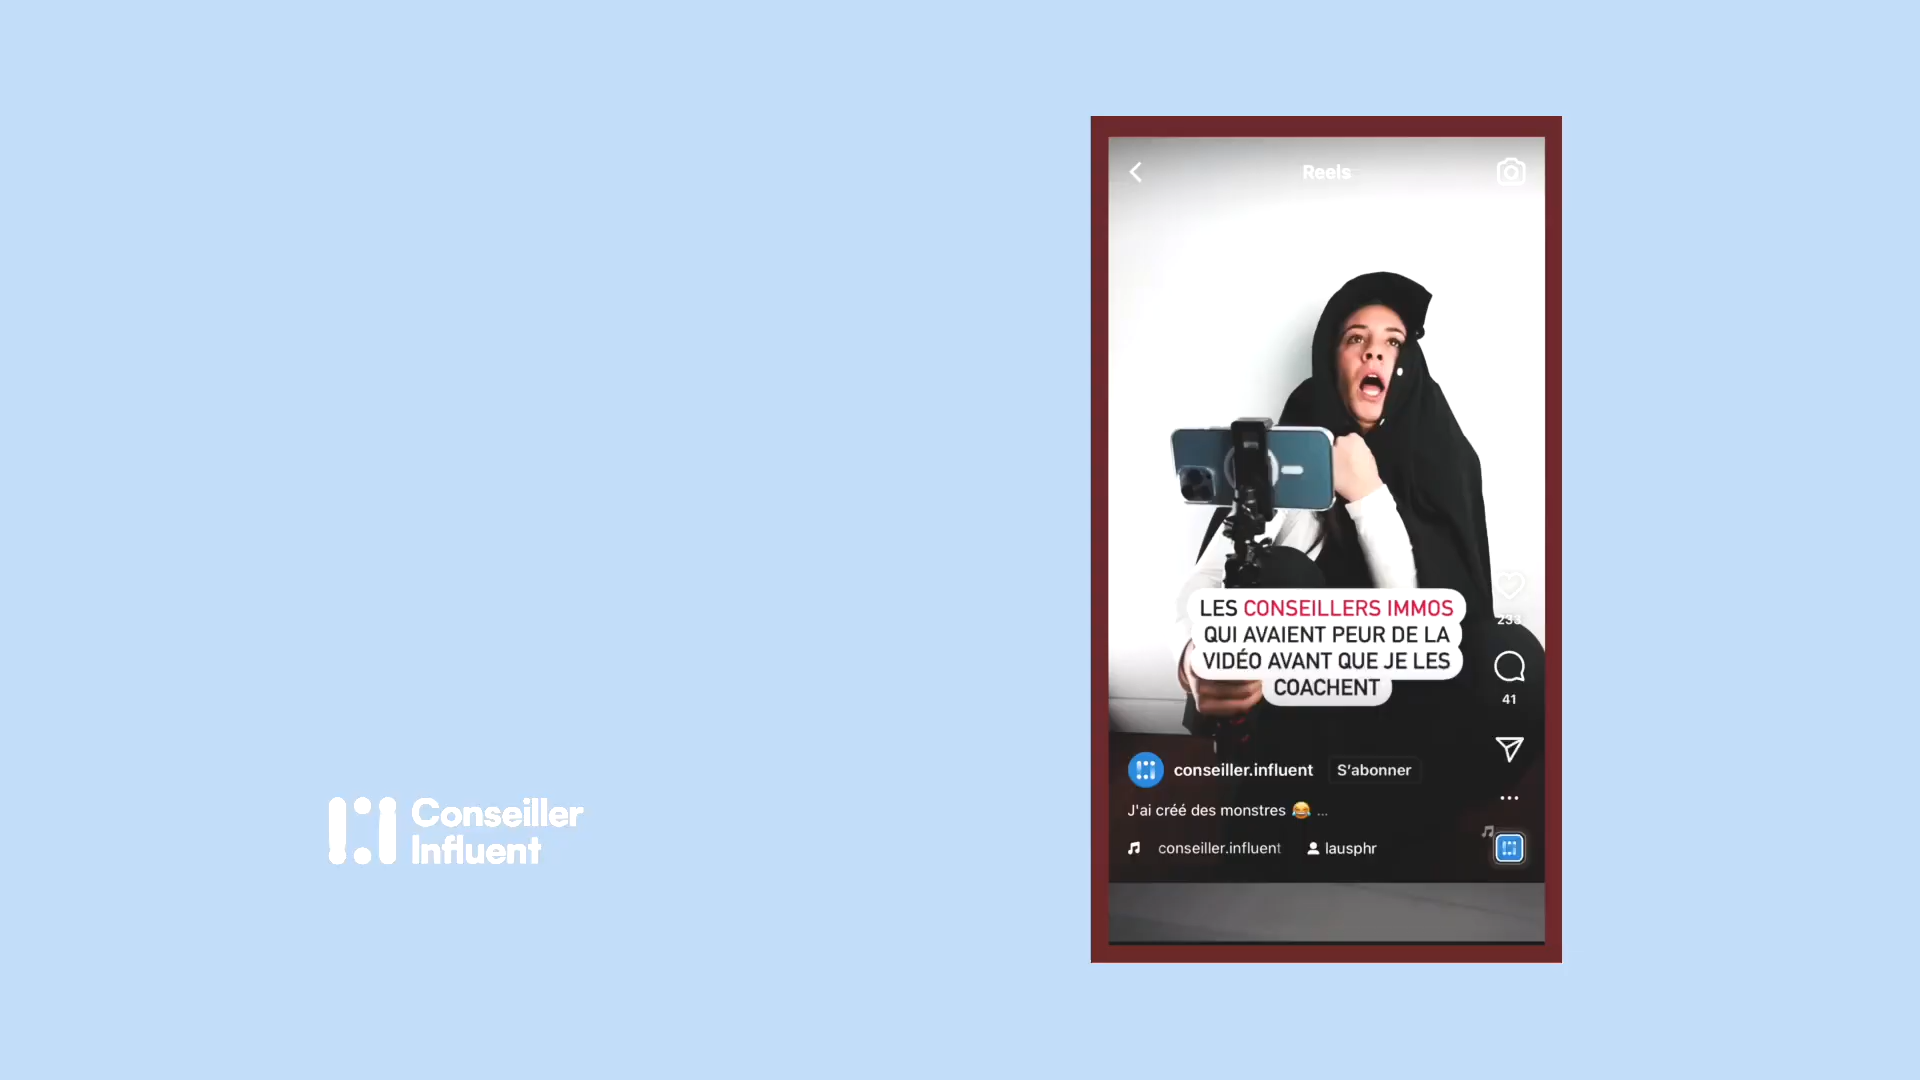 Reels
233
LES CONSEILLERS IMMOS
QUI AVAIENT PEUR DE LA
VIDÉO AVANT QUE JE LES
COACHENT
41
conseiller.influent S'abonner
J'ai créé des monstres 😂 ...
conseiller.influent lausphr
Conseiller
Influent